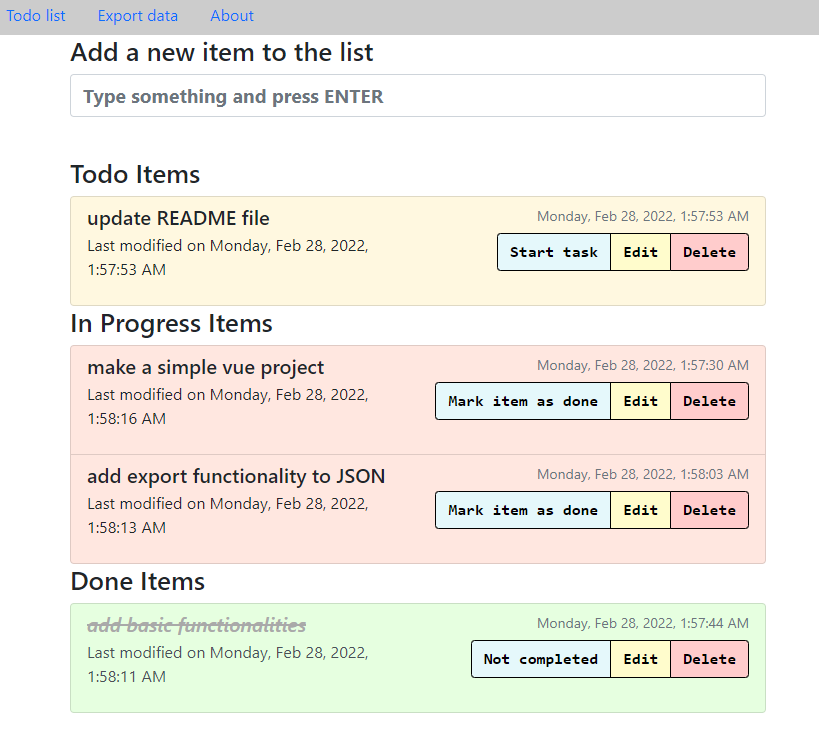 Todo list Export data About
Add a new item to the list
Type something and press ENTER
Todo Items
update README file
Monday, Feb 28, 2022, 1:57:53 AM
Last modified on Monday, Feb 28, 2022,
1:57:53 AM
Start task Edit Delete
In Progress Items
make a simple vue project
Monday, Feb 28, 2022, 1:57:30 AM
Last modified on Monday, Feb 28, 2022,
1:58:16 AM
Mark item as done Edit Delete
add export functionality to JSON
Monday, Feb 28, 2022, 1:58:03 AM
Last modified on Monday, Feb 28, 2022,
1:58:13 AM
Mark item as done Edit Delete
Done Items
add basic functionalities
Monday, Feb 28, 2022, 1:57:44 AM
Last modified on Monday, Feb 28, 2022,
1:58:11 AM
Not completed Edit Delete